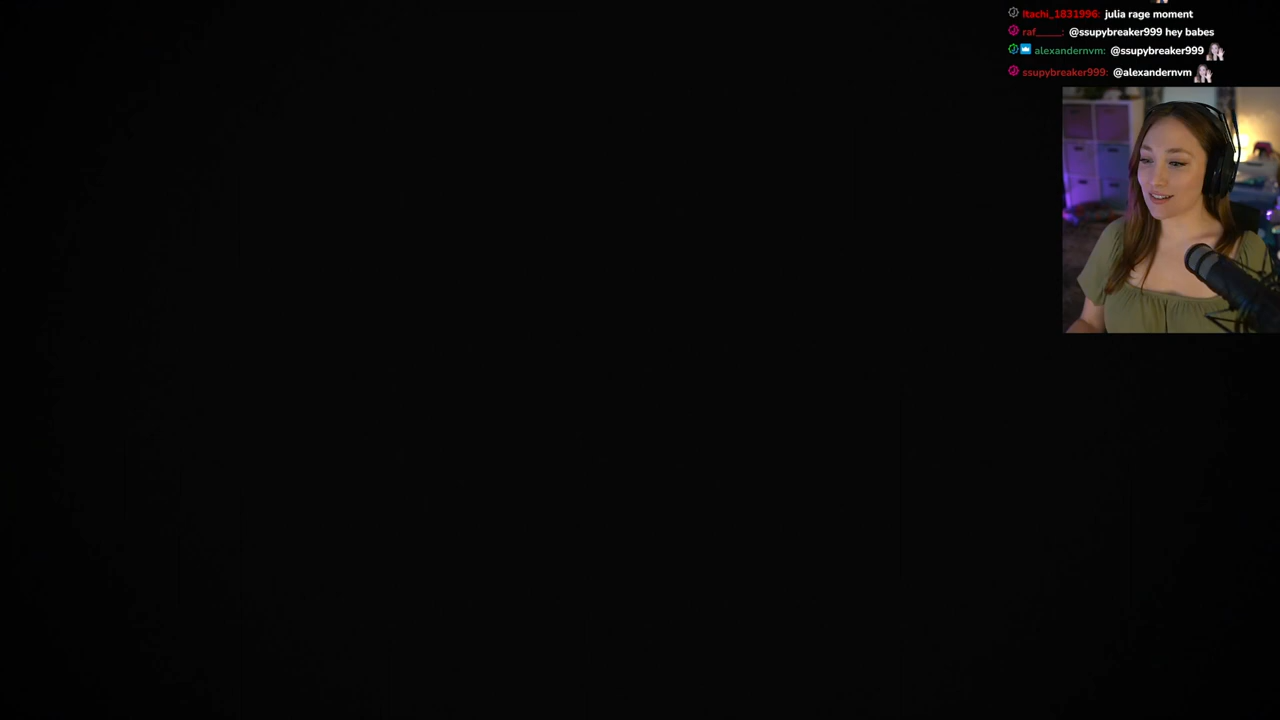 Itachi_1831996: julia rage moment
raf_____: @ssupybreaker999 hey babes
alexandernvm: @ssupybreaker999
ssupybreaker999: @alexandernvm